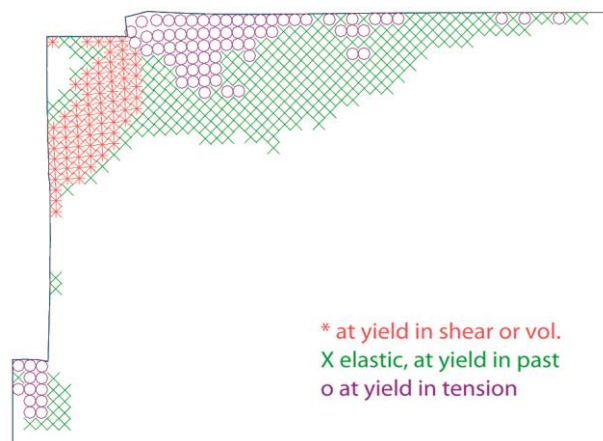 * at yield in shear or vol.
X elastic, at yield in past
o at yield in tension